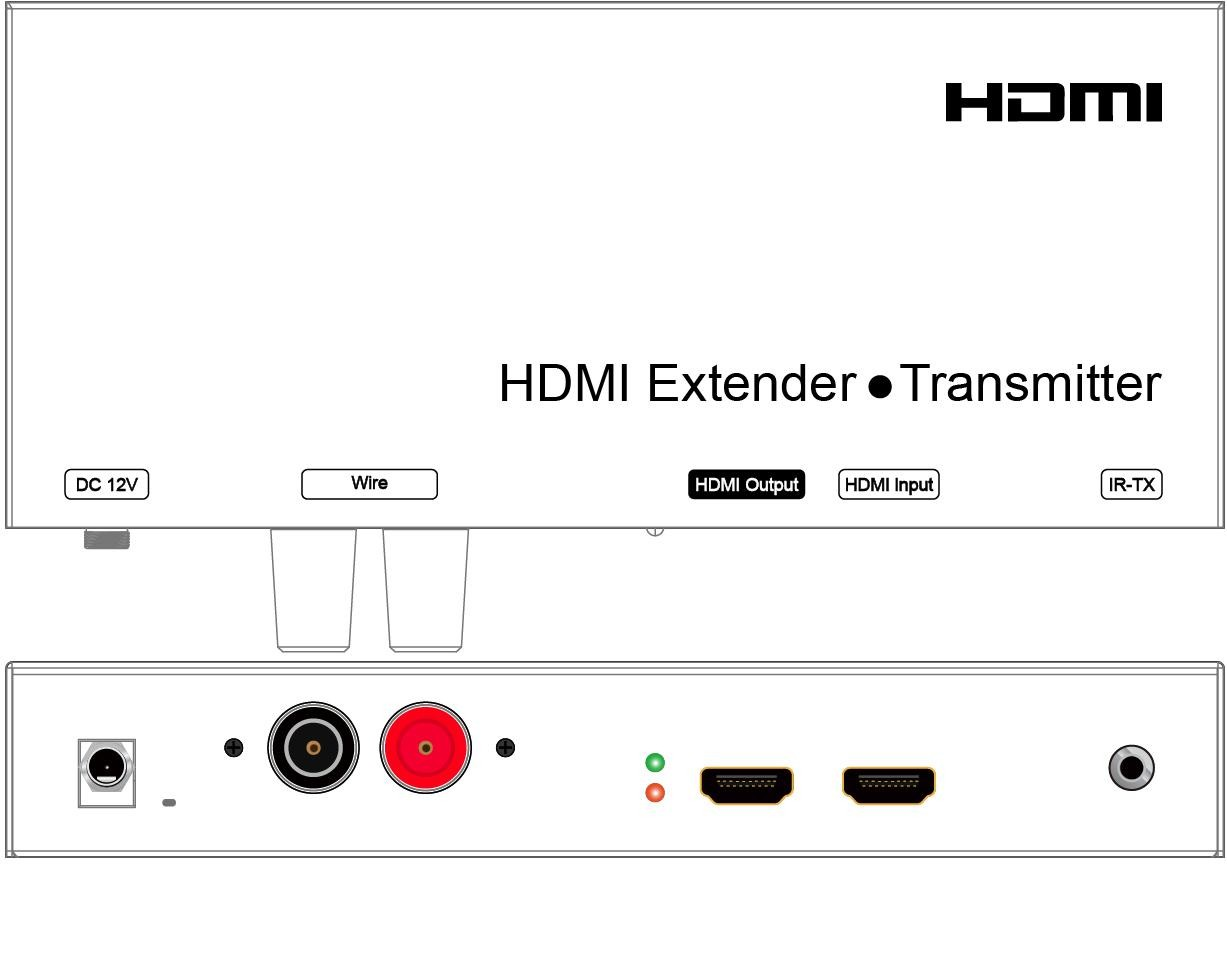 HDMI
HDMI Extender ● Transmitter
DC 12V
Wire
HDMI Output
HDMI Input
IR-TX